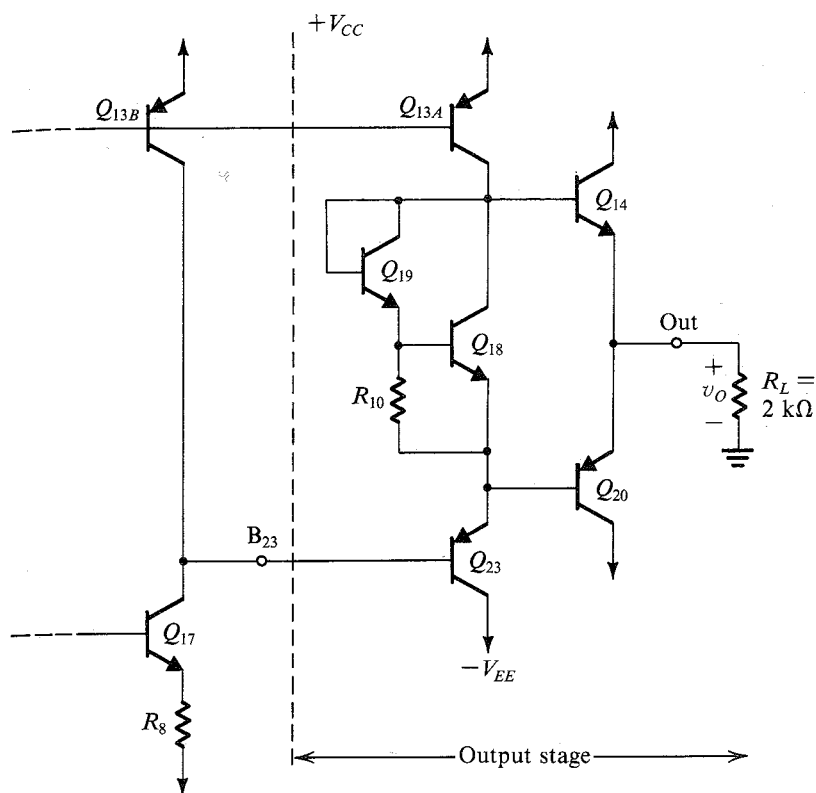 +V_CC
Q_13B
Q_13A
Q_14
Q_19
Q_18
Out
R_10
+
v_O
−
R_L =
2 kΩ
Q_20
B_23
Q_23
Q_17
−V_EE
R_8
Output stage